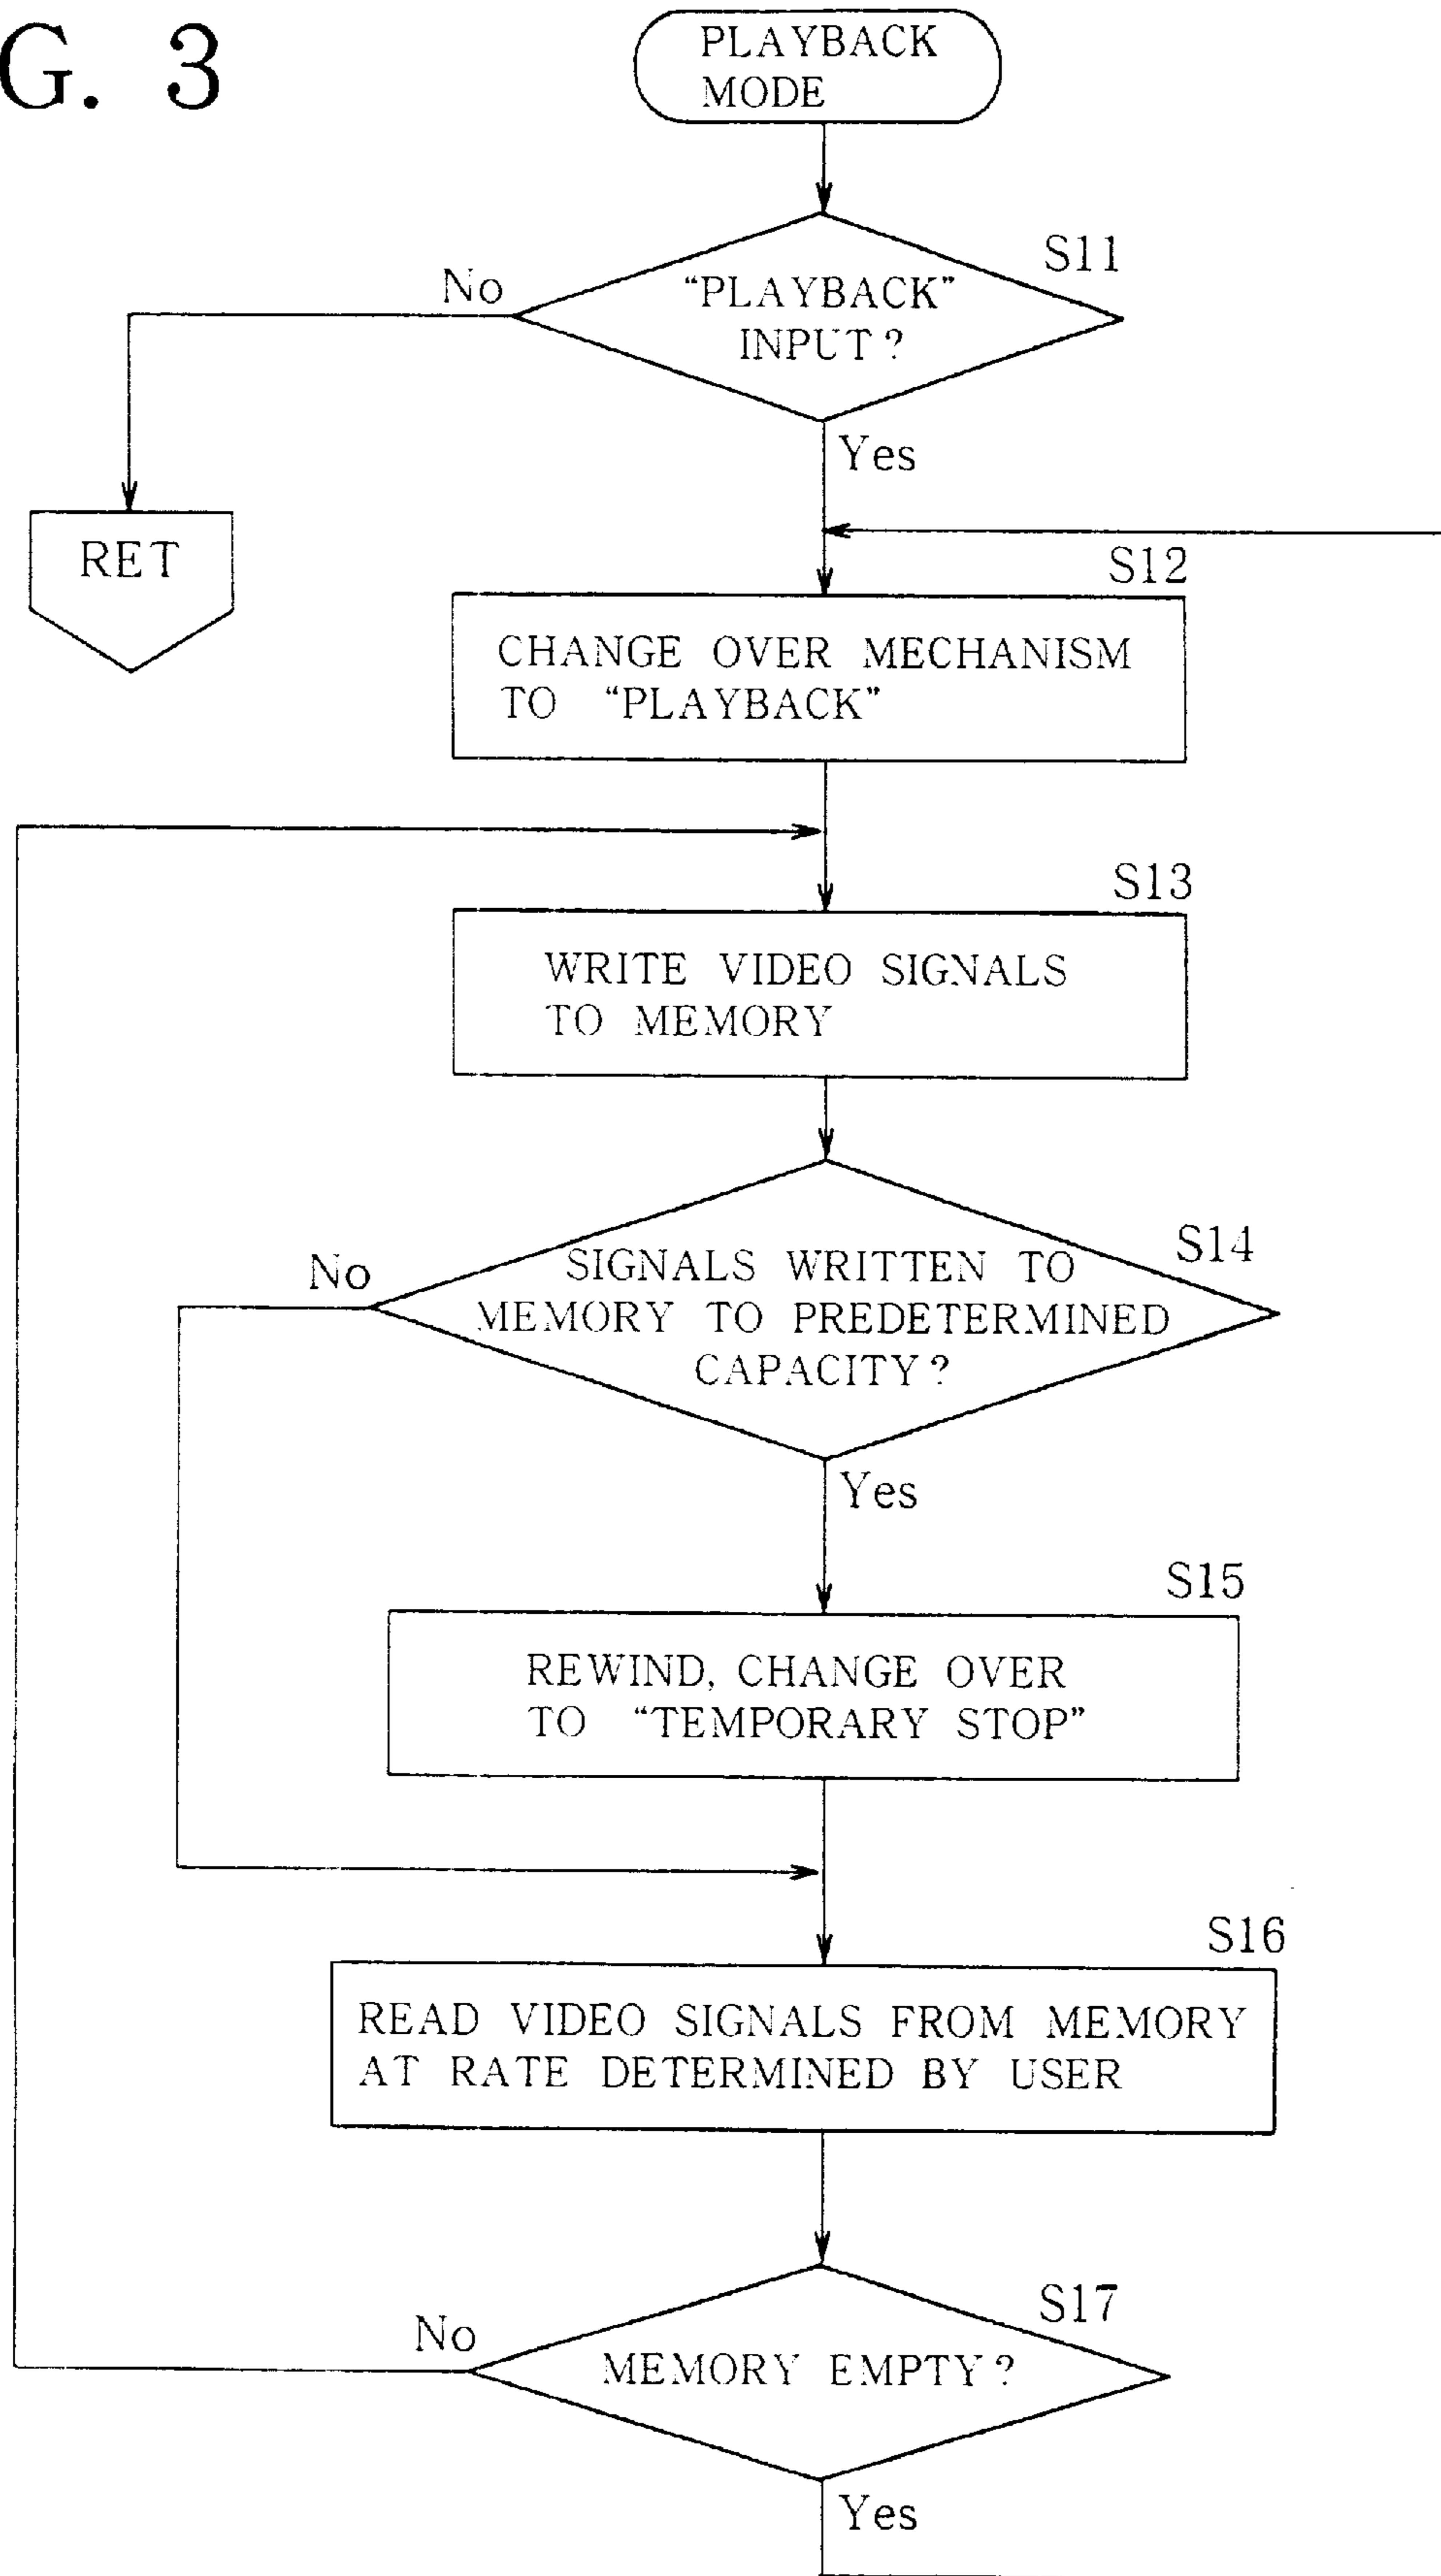 G. 3
PLAYBACK
MODE
S11
No
“PLAYBACK”
INPUT?
Yes
RET
S12
CHANGE OVER MECHANISM
TO “PLAYBACK”
S13
WRITE VIDEO SIGNALS
TO MEMORY
S14
No
SIGNALS WRITTEN TO
MEMORY TO PREDETERMINED
CAPACITY?
Yes
S15
REWIND, CHANGE OVER
TO “TEMPORARY STOP”
S16
READ VIDEO SIGNALS FROM MEMORY
AT RATE DETERMINED BY USER
S17
No
MEMORY EMPTY?
Yes